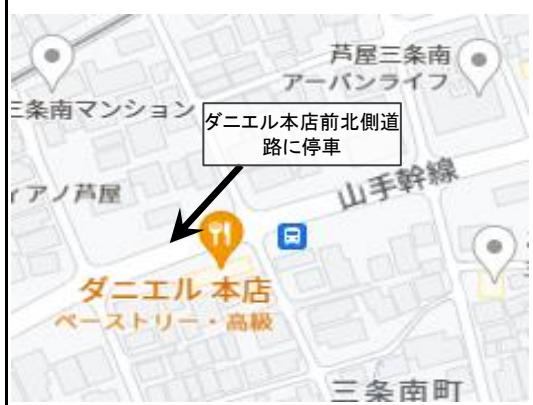 芦屋三条南
アーバンライフ
三条南マンション
ダニエル本店前北側道
路に停車
山手幹線
ィアノ芦屋
ダニエル 本店
ペーストリー・高級
三条南町